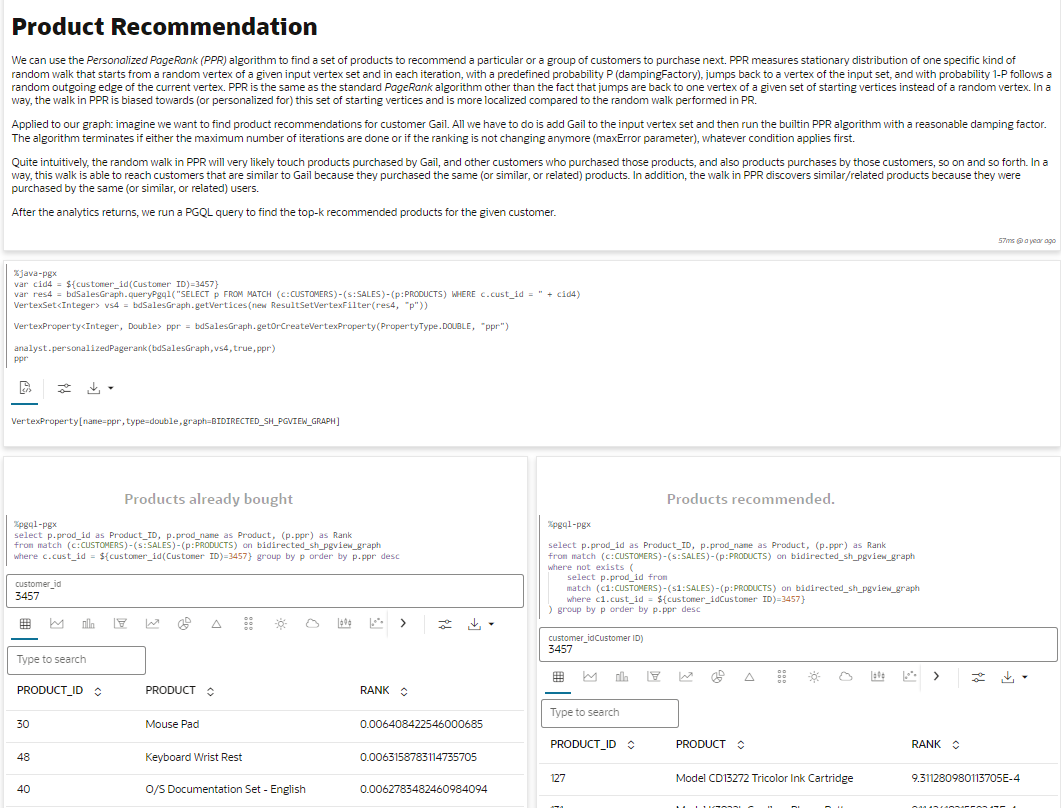 Product Recommendation
We can use the Personalized PageRank (PPR) algorithm to find a set of products to recommend a particular or a group of customers to purchase next. PPR measures stationary distribution of one specific kind of
random walk that starts from a random vertex of a given input vertex set and in each iteration, with a predefined probability P (dampingFactor), jumps back to a vertex of the input set, and with probability 1-P follows a
random outgoing edge of the current vertex. PPR is the same as the standard PageRank algorithm other than the fact that jumps are back to one vertex of a given set of starting vertices instead of a random vertex. In a
way, the walk in PPR is biased towards (or personalized for) this set of starting vertices and is more localized compared to the random walk performed in PR.
Applied to our graph: imagine we want to find product recommendations for customer Gail. All we have to do is add Gail to the input vertex set and then run the builtin PPR algorithm with a reasonable damping factor.
The algorithm terminates if either the maximum number of iterations are done or if the ranking is not changing anymore (maxError parameter), whatever condition applies first.
Quite intuitively, the random walk in PPR will very likely touch products purchased by Gail, and other customers who purchased those products, and also products purchases by those customers, so on and so forth. In a
way, this walk is able to reach customers that are similar to Gail because they purchased the same (or similar, or related) products. In addition, the walk in PPR discovers similar/related products because they were
purchased by the same (or similar, or related) users.
After the analytics returns, we run a PGQL query to find the top-k recommended products for the given customer.
57ms @ a year ago
%java-pgx
var cid4 = ${customer_id(Customer ID)=3457}
var res4 = bdSalesGraph.queryPgql("SELECT p FROM MATCH (c:CUSTOMERS)-(s:SALES)-(p:PRODUCTS) WHERE c.cust_id = " + cid4)
VertexSet<Integer> vs4 = bdSalesGraph.getVertices(new ResultSetVertexFilter(res4, "p"))
VertexProperty<Integer, Double> ppr = bdSalesGraph.getOrCreateVertexProperty(PropertyType.DOUBLE, "ppr")
analyst.personalizedPagerank(bdSalesGraph,vs4,true,ppr)
ppr
VertexProperty[name=ppr,type=double,graph=BIDIRECTED_SH_PGVIEW_GRAPH]
Products already bought
%pgql-pgx
select p.prod_id as Product_ID, p.prod_name as Product, (p.ppr) as Rank
from match (c:CUSTOMERS)-(s:SALES)-(p:PRODUCTS) on bidirected_sh_pgview_graph
where c.cust_id = ${customer_id(Customer ID)=3457} group by p order by p.ppr desc
customer_id
3457
Type to search
PRODUCT_ID PRODUCT RANK
30 Mouse Pad 0.006408422546000685
48 Keyboard Wrist Rest 0.0063158783114735705
40 O/S Documentation Set - English 0.0062783482460984094
Products recommended.
%pgql-pgx
select p.prod_id as Product_ID, p.prod_name as Product, (p.ppr) as Rank
from match (c:CUSTOMERS)-(s:SALES)-(p:PRODUCTS) on bidirected_sh_pgview_graph
where not exists (
select p.prod_id from
match (c1:CUSTOMERS)-(s1:SALES)-(p:PRODUCTS) on bidirected_sh_pgview_graph
where c1.cust_id = ${customer_idCustomer ID)=3457}
) group by p order by p.ppr desc
customer_idCustomer ID)
3457
Type to search
PRODUCT_ID PRODUCT RANK
127 Model CD13272 Tricolor Ink Cartridge 9.311280980113705E-4